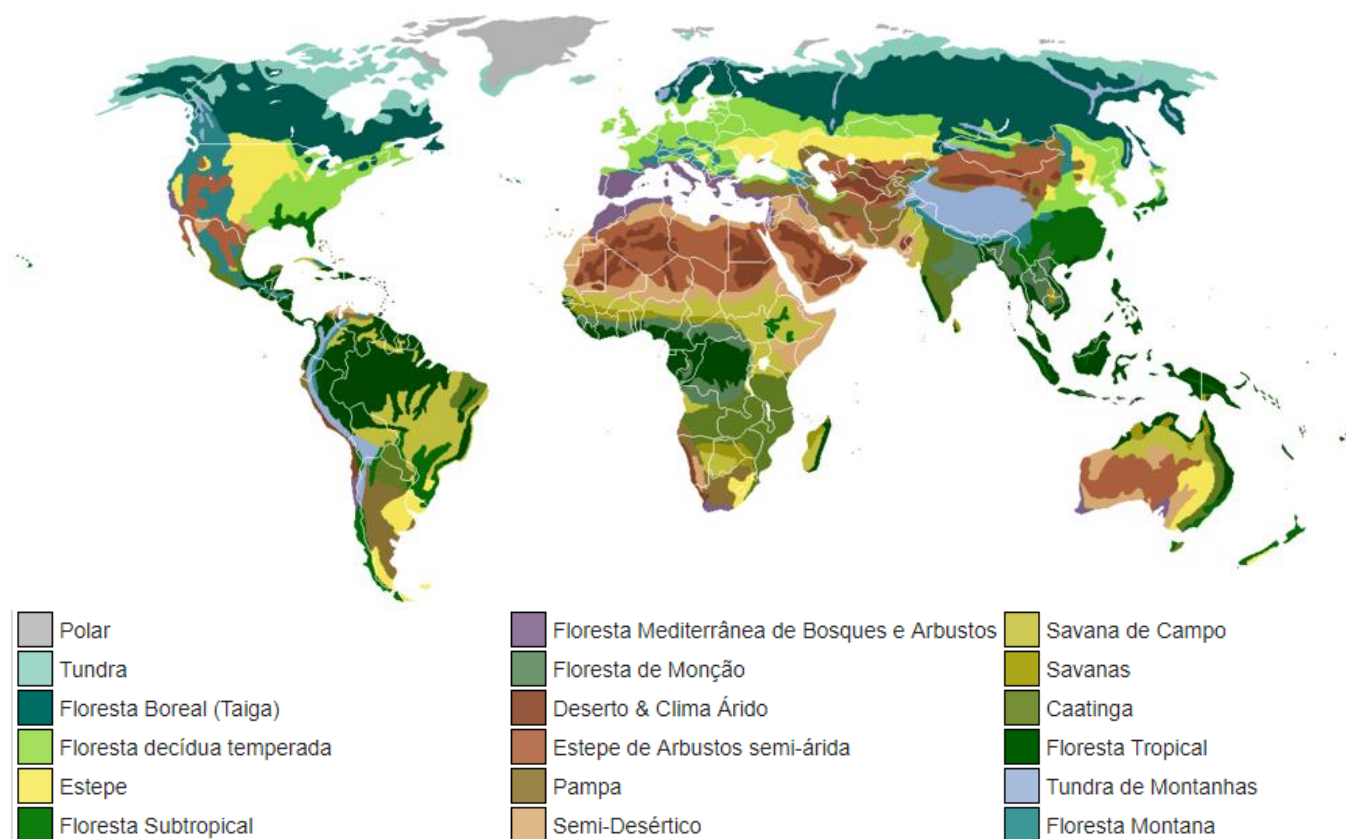 Polar
Tundra
Floresta Boreal (Taiga)
Floresta decídua temperada
Estepe
Floresta Subtropical
Floresta Mediterrânea de Bosques e Arbustos
Floresta de Monção
Deserto & Clima Árido
Estepe de Arbustos semi-árida
Pampa
Semi-Desértico
Savana de Campo
Savanas
Caatinga
Floresta Tropical
Tundra de Montanhas
Floresta Montana